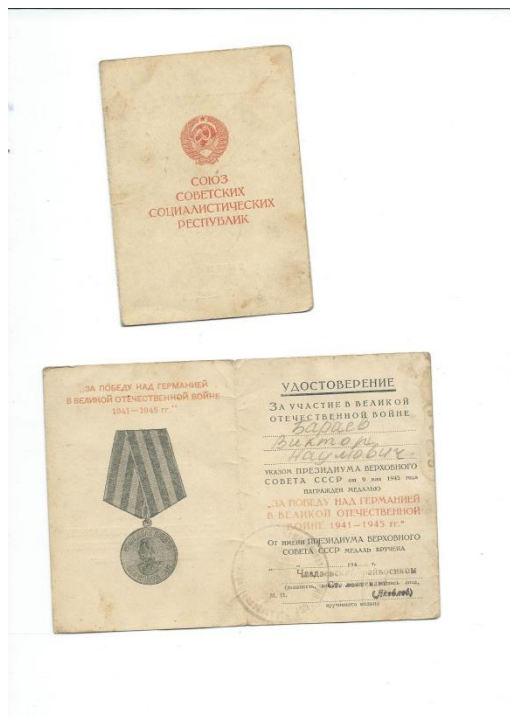 СОЮЗ
СОВЕТСКИХ
СОЦИАЛИСТИЧЕСКИХ
РЕСПУБЛИК
„ЗА ПОБЕДУ НАД ГЕРМАНИЕЙ
В ВЕЛИКОЙ ОТЕЧЕСТВЕННОЙ ВОЙНЕ
1941—1945 гг."
УДОСТОВЕРЕНИЕ
ЗА УЧАСТИЕ В ВЕЛИКОЙ
ОТЕЧЕСТВЕННОЙ ВОЙНЕ
Бараев
Виктор
Наумович
УКАЗОМ ПРЕЗИДИУМА ВЕРХОВНОГО
СОВЕТА СССР от 9 мая 1945 года
НАГРАЖДЕН МЕДАЛЬЮ
„ЗА ПОБЕДУ НАД ГЕРМАНИЕЙ
В ВЕЛИКОЙ ОТЕЧЕСТВЕННОЙ
ВОЙНЕ 1941—1945 гг."
ОТ ИМЕНИ ПРЕЗИДИУМА ВЕРХОВНОГО
СОВЕТА СССР МЕДАЛЬ ВРУЧЕНА
194 г.
М. П.
(Яковлев)
вручившего медаль)